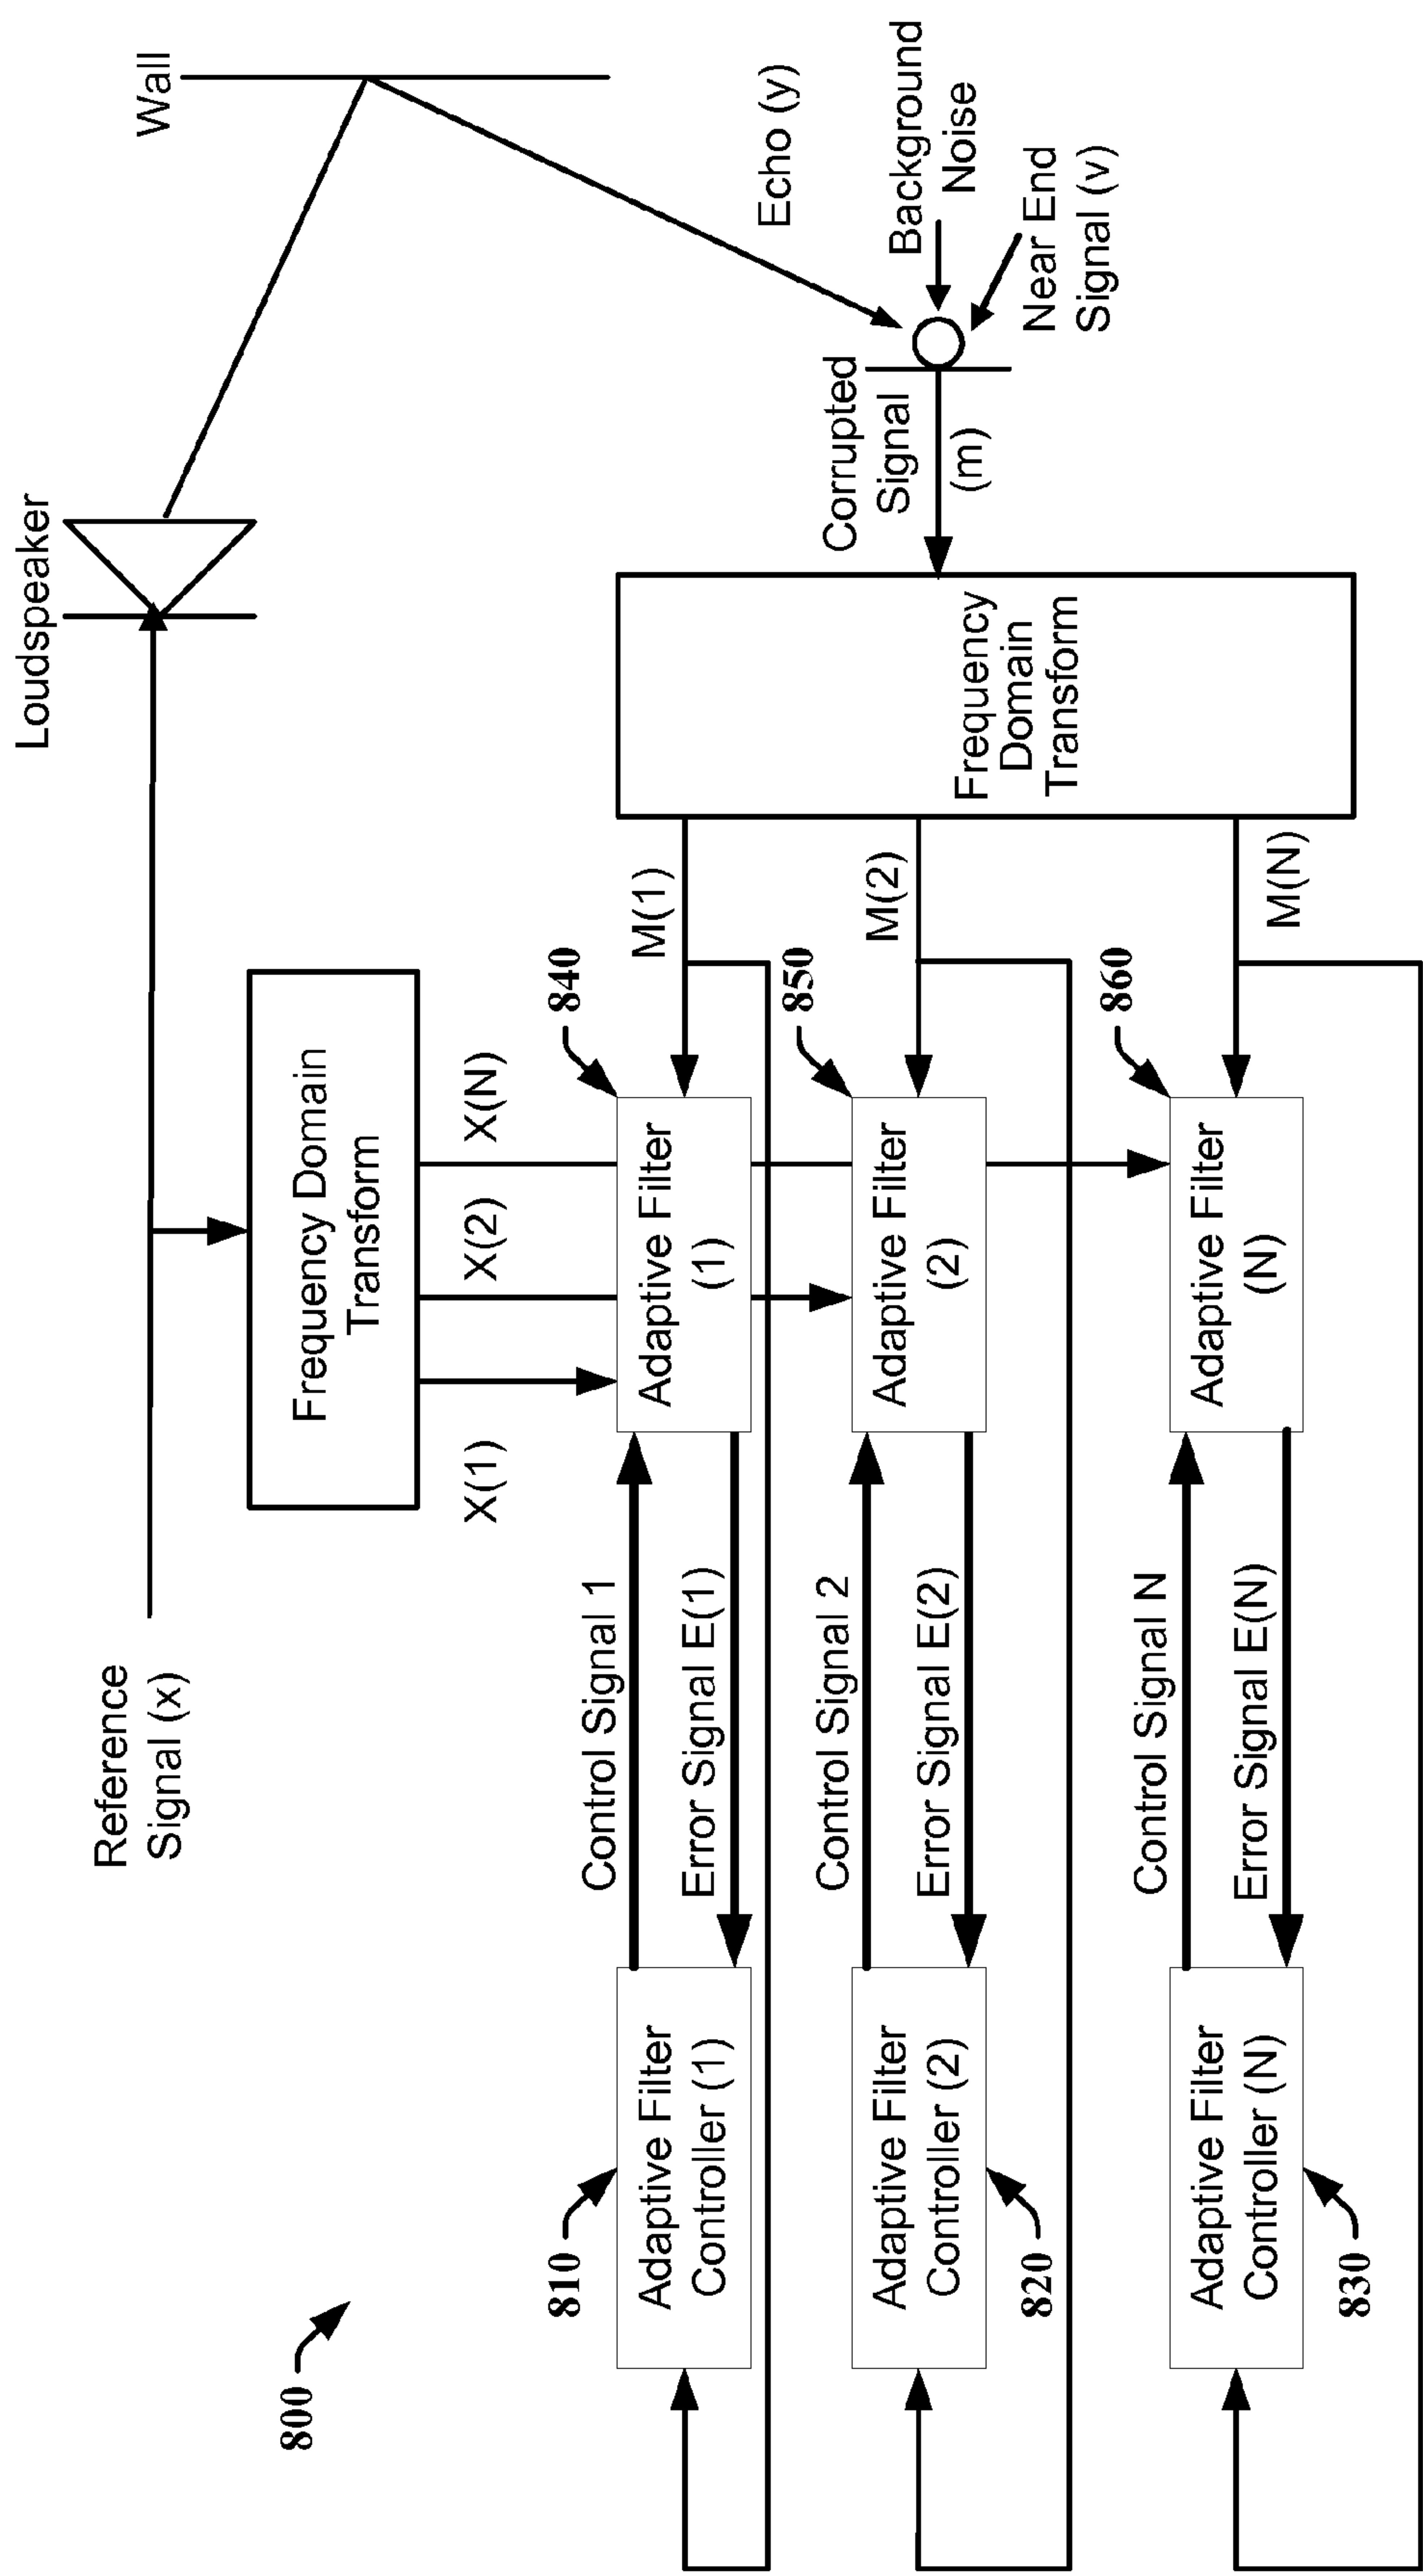 800
Reference
Signal (x)
Loudspeaker
Wall
Frequency Domain
Transform
X(1)
X(2)
X(N)
810
Adaptive Filter
Controller (1)
Control Signal 1
Error Signal E(1)
Adaptive Filter
(1)
840
M(1)
Echo (y)
820
Adaptive Filter
Controller (2)
Control Signal 2
Error Signal E(2)
Adaptive Filter
(2)
850
M(2)
Frequency
Domain
Transform
Corrupted
Signal
(m)
Background
Noise
Near End
Signal (v)
830
Adaptive Filter
Controller (N)
Control Signal N
Error Signal E(N)
Adaptive Filter
(N)
860
M(N)